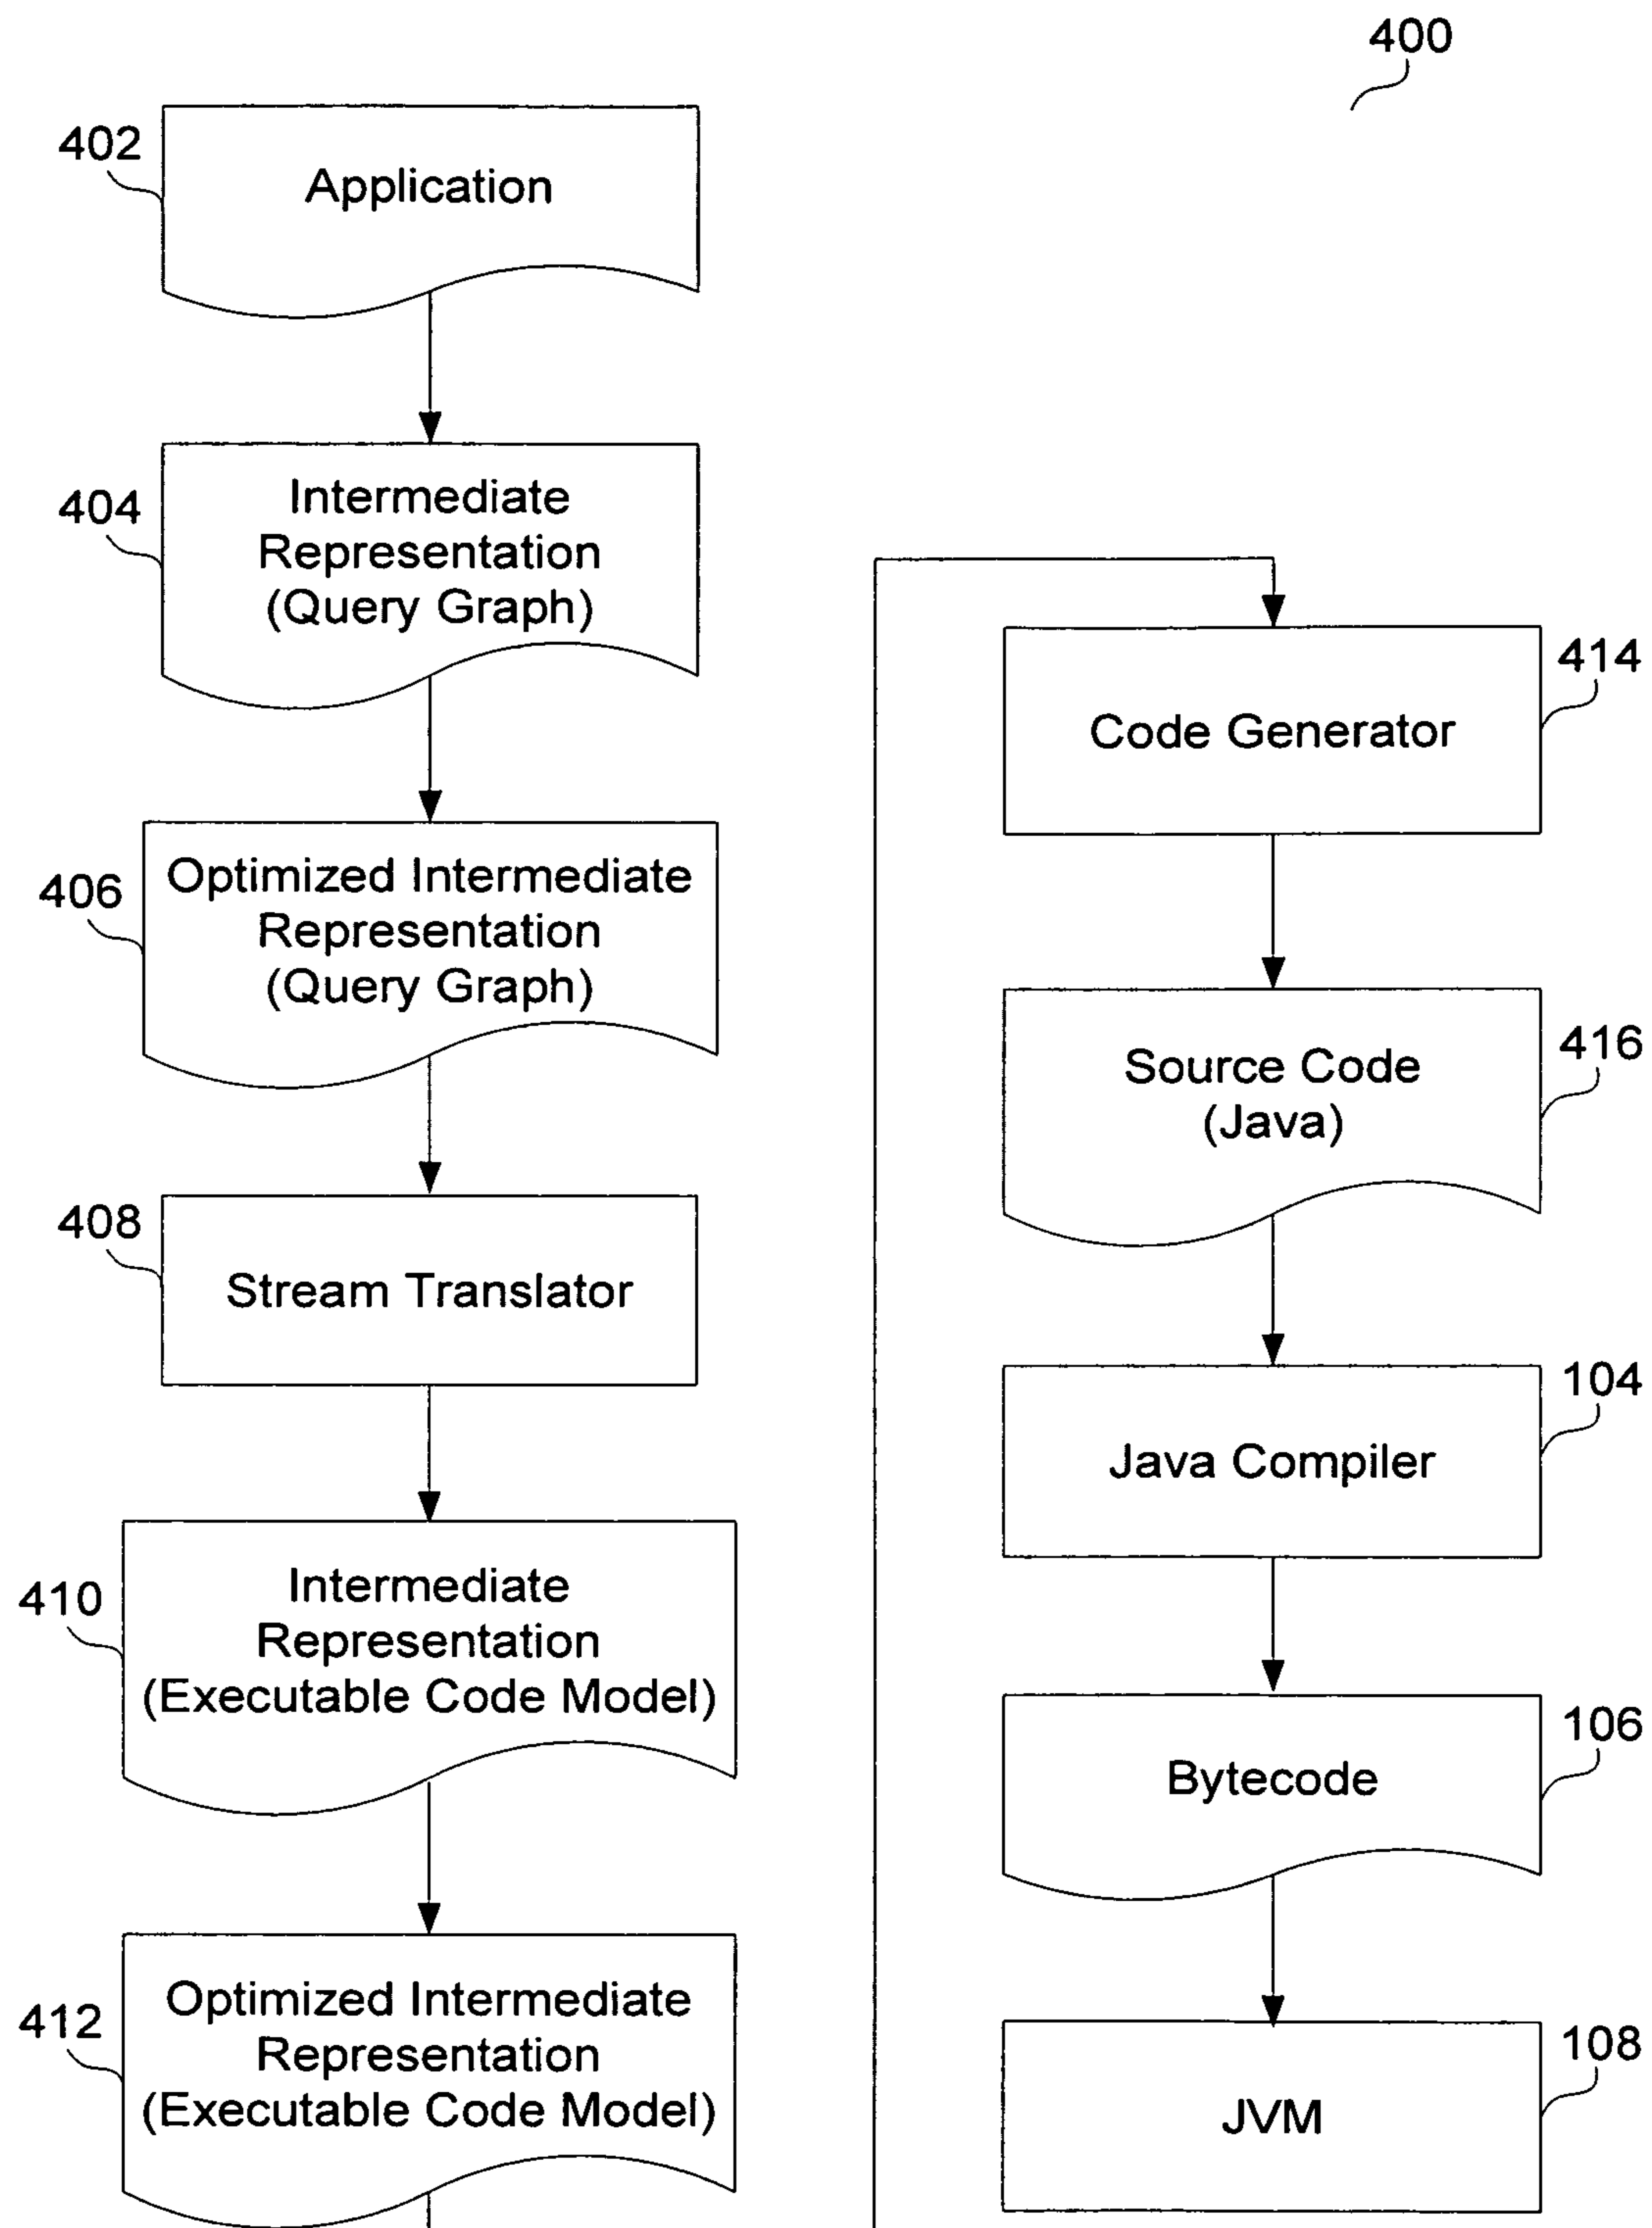 400
402
Application
404
Intermediate
Representation
(Query Graph)
406
Optimized Intermediate
Representation
(Query Graph)
408
Stream Translator
410
Intermediate
Representation
(Executable Code Model)
412
Optimized Intermediate
Representation
(Executable Code Model)
414
Code Generator
416
Source Code
(Java)
104
Java Compiler
106
Bytecode
108
JVM